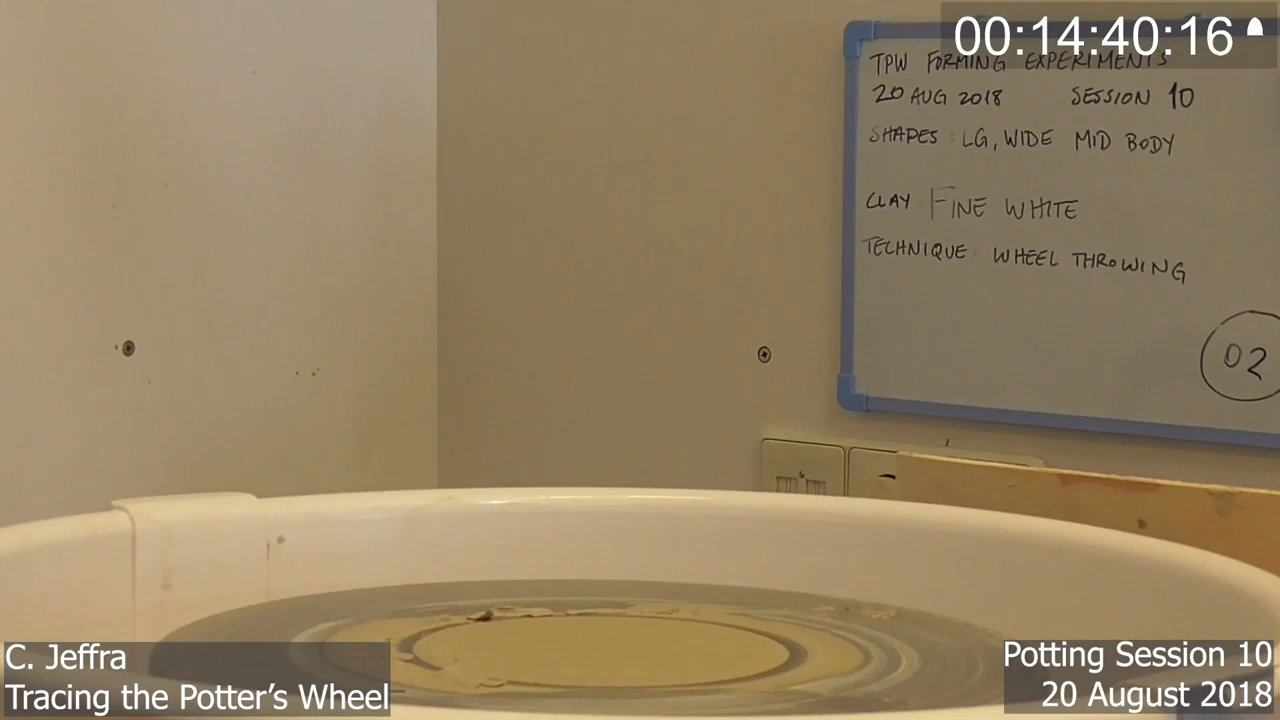 00:14:40:16
TPW FORMING EXPERIMENTS
20 AUG 2018 SESSION 10
SHAPES: LG, WIDE MID BODY
CLAY FINE WHITE
TECHNIQUE: WHEEL THROWING
02
C. Jeffra
Tracing the Potter's Wheel
Potting Session 10
20 August 2018